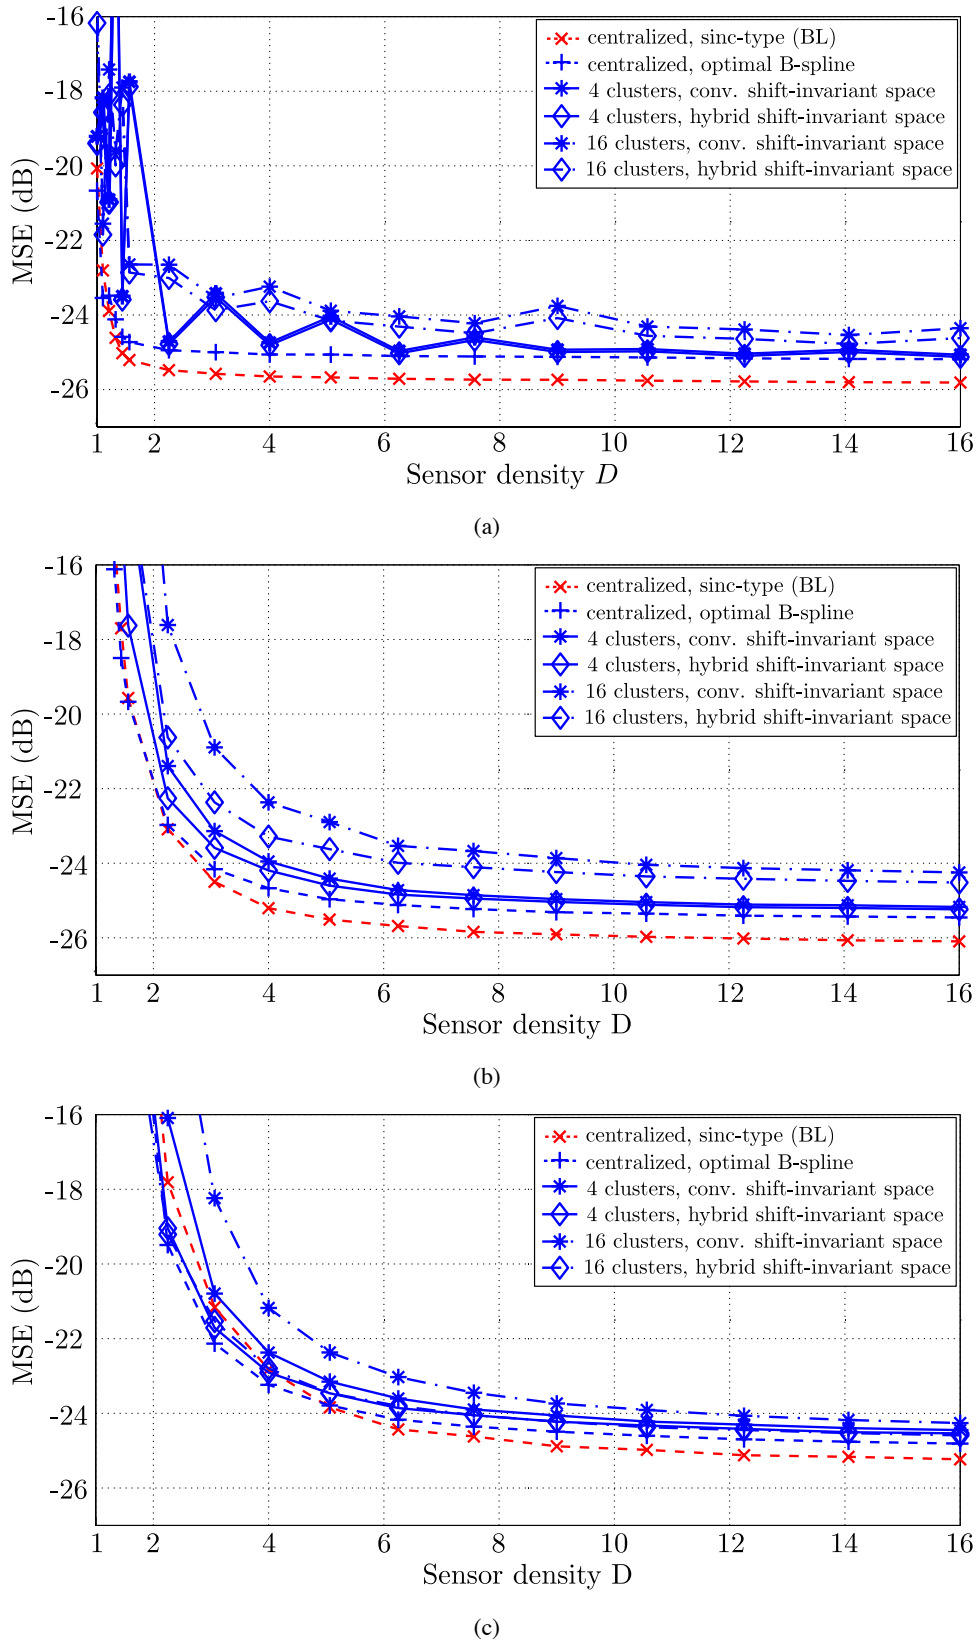 -16
-18
-20
-22
-24
-26
MSE (dB)
centralized, sinc-type (BL)
centralized, optimal B-spline
4 clusters, conv. shift-invariant space
4 clusters, hybrid shift-invariant space
16 clusters, conv. shift-invariant space
16 clusters, hybrid shift-invariant space
1 2 4 6 8 10 12 14 16
Sensor density D
(a)
-16
-18
-20
-22
-24
-26
MSE (dB)
centralized, sinc-type (BL)
centralized, optimal B-spline
4 clusters, conv. shift-invariant space
4 clusters, hybrid shift-invariant space
16 clusters, conv. shift-invariant space
16 clusters, hybrid shift-invariant space
1 2 4 6 8 10 12 14 16
Sensor density D
(b)
-16
-18
-20
-22
-24
-26
MSE (dB)
centralized, sinc-type (BL)
centralized, optimal B-spline
4 clusters, conv. shift-invariant space
4 clusters, hybrid shift-invariant space
16 clusters, conv. shift-invariant space
16 clusters, hybrid shift-invariant space
1 2 4 6 8 10 12 14 16
Sensor density D
(c)